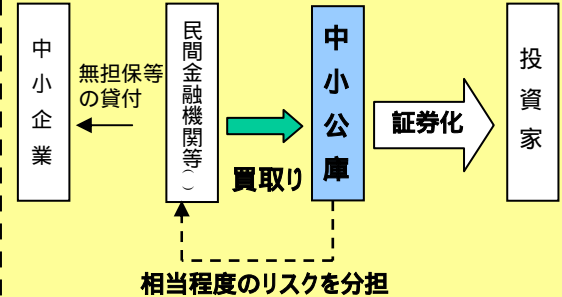 中小企業
無担保等
の貸付
民間金融機関等（）
買取り
中小公庫
証券化
投資家
相当程度のリスクを分担